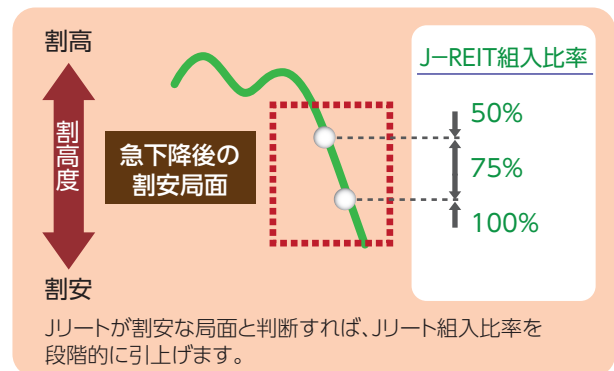 割高
割高度
割安
急下降後の
割安局面
J−REIT組入比率
50%
75%
100%
Jリートが割安な局面と判断すれば、Jリート組入比率を
段階的に引上げます。